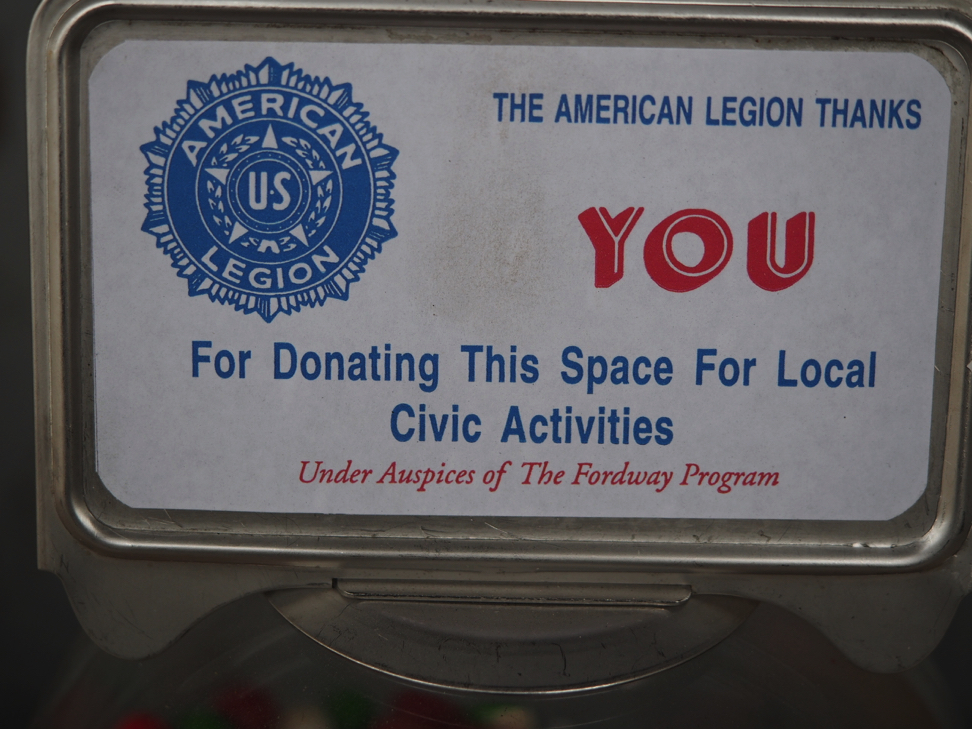 AMERICAN
U·S
LEGION
THE AMERICAN LEGION THANKS
YOU
For Donating This Space For Local
Civic Activities
Under Auspices of The Fordway Program